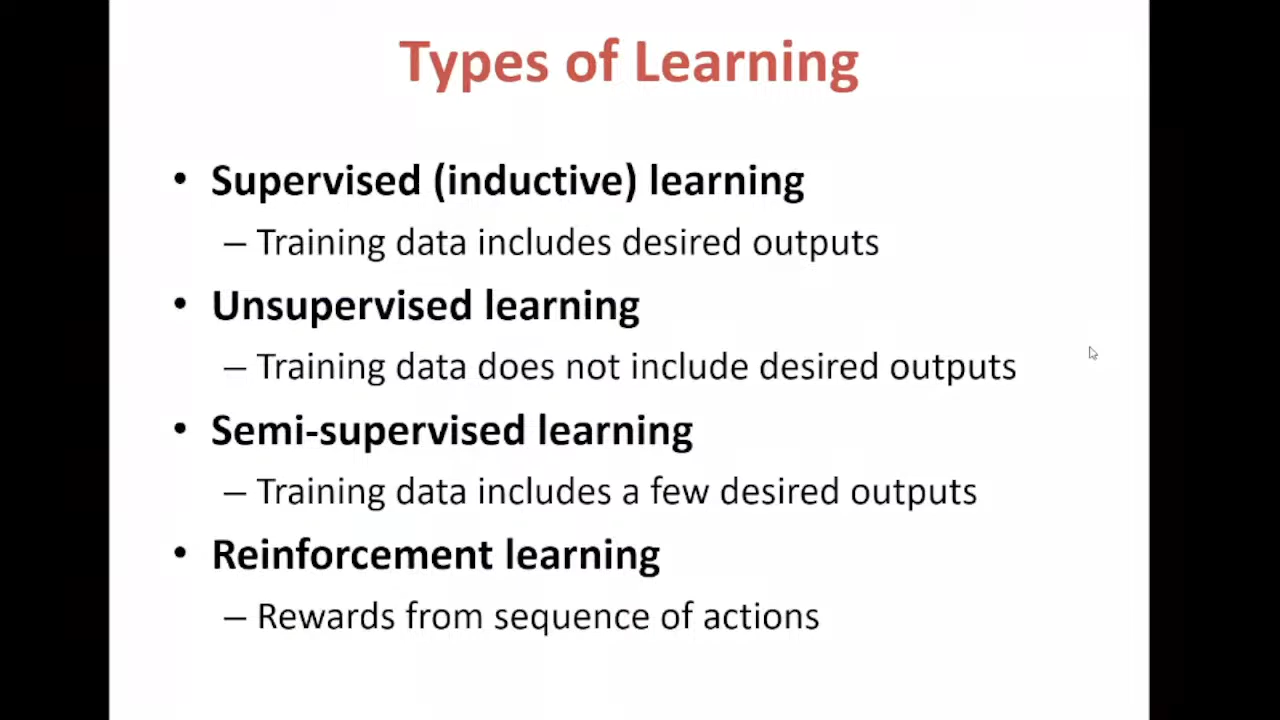 Types of Learning
• Supervised (inductive) learning
– Training data includes desired outputs
• Unsupervised learning
– Training data does not include desired outputs
• Semi-supervised learning
– Training data includes a few desired outputs
• Reinforcement learning
– Rewards from sequence of actions